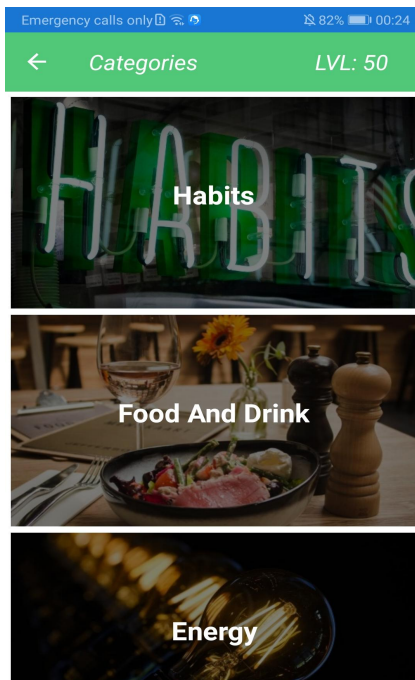 Emergency calls only 82% 00:24
Categories LVL: 50
HABITS
Habits
Food And Drink
Energy